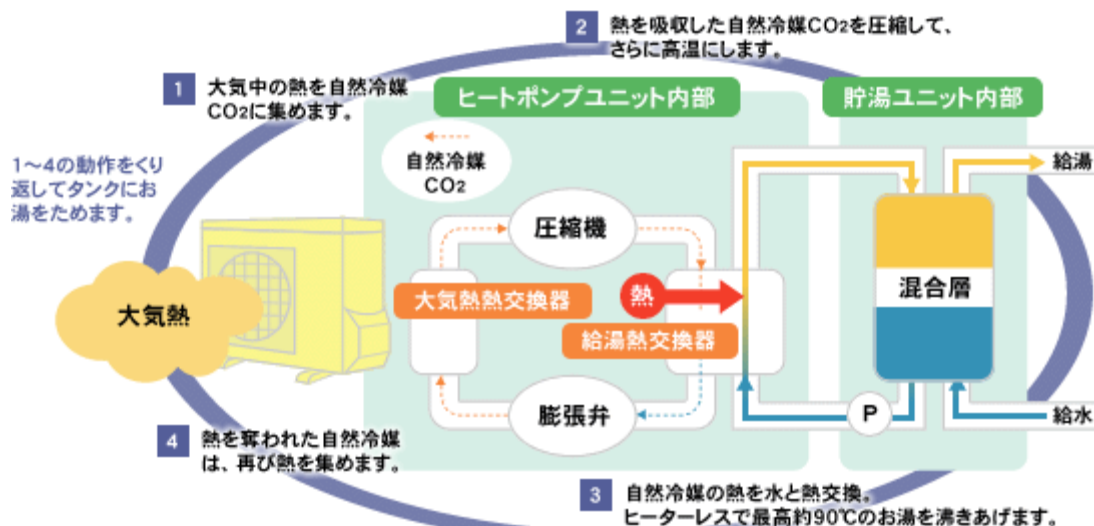 2 熱を吸収した自然冷媒CO2を圧縮して、
さらに高温にします。
1 大気中の熱を自然冷媒
CO2に集めます。
ヒートポンプユニット内部
貯湯ユニット内部
1～4の動作をくり
返してタンクにお
湯をためます。
自然冷媒
CO2
給湯
圧縮機
大気熱
大気熱熱交換器
熱
混合層
給湯熱交換器
膨張弁
P
給水
4 熱を奪われた自然冷媒
は、再び熱を集めます。
3 自然冷媒の熱を水と熱交換。
ヒーターレスで最高約90℃のお湯を沸きあげます。